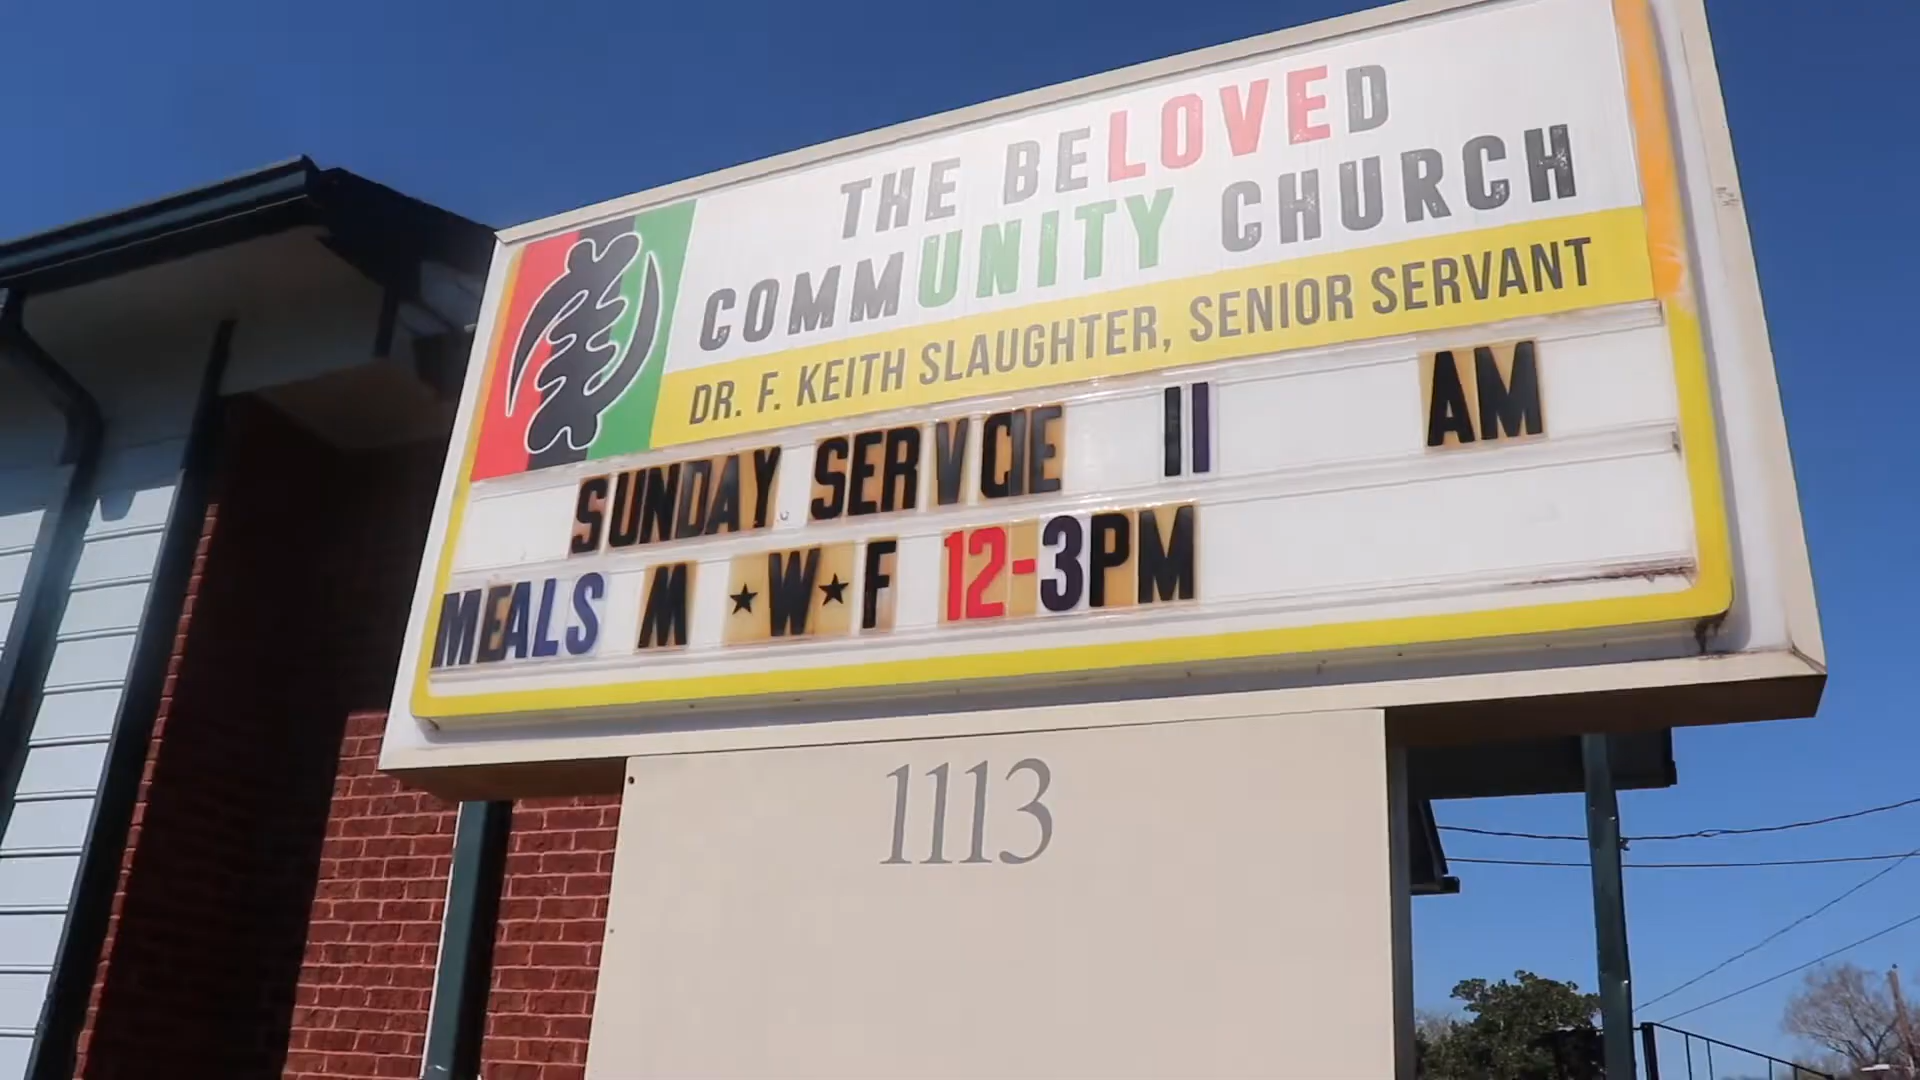 THE BELOVED
COMMUNITY CHURCH
DR. F. KEITH SLAUGHTER, SENIOR SERVANT
SUNDAY SERVCIE 11 AM
MEALS M ★W★F 12-3PM
1113